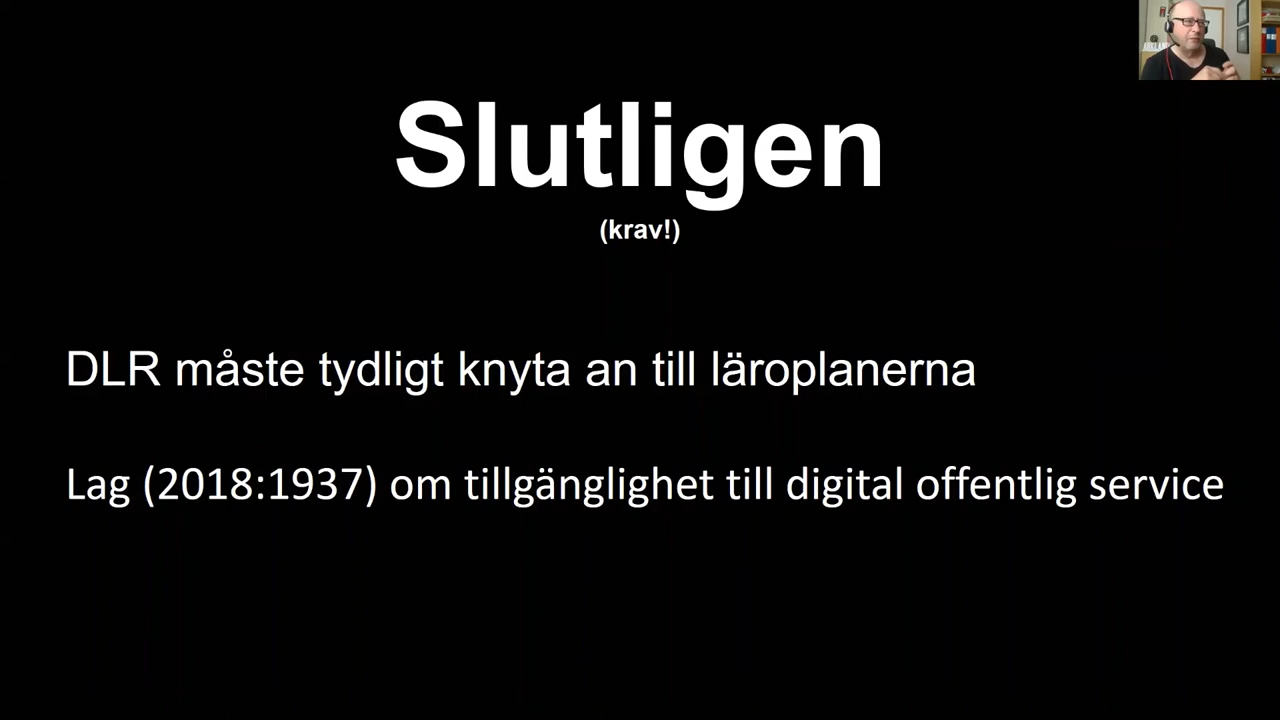 Slutligen
(krav!)
DLR måste tydligt knyta an till läroplanerna
Lag (2018:1937) om tillgänglighet till digital offentlig service